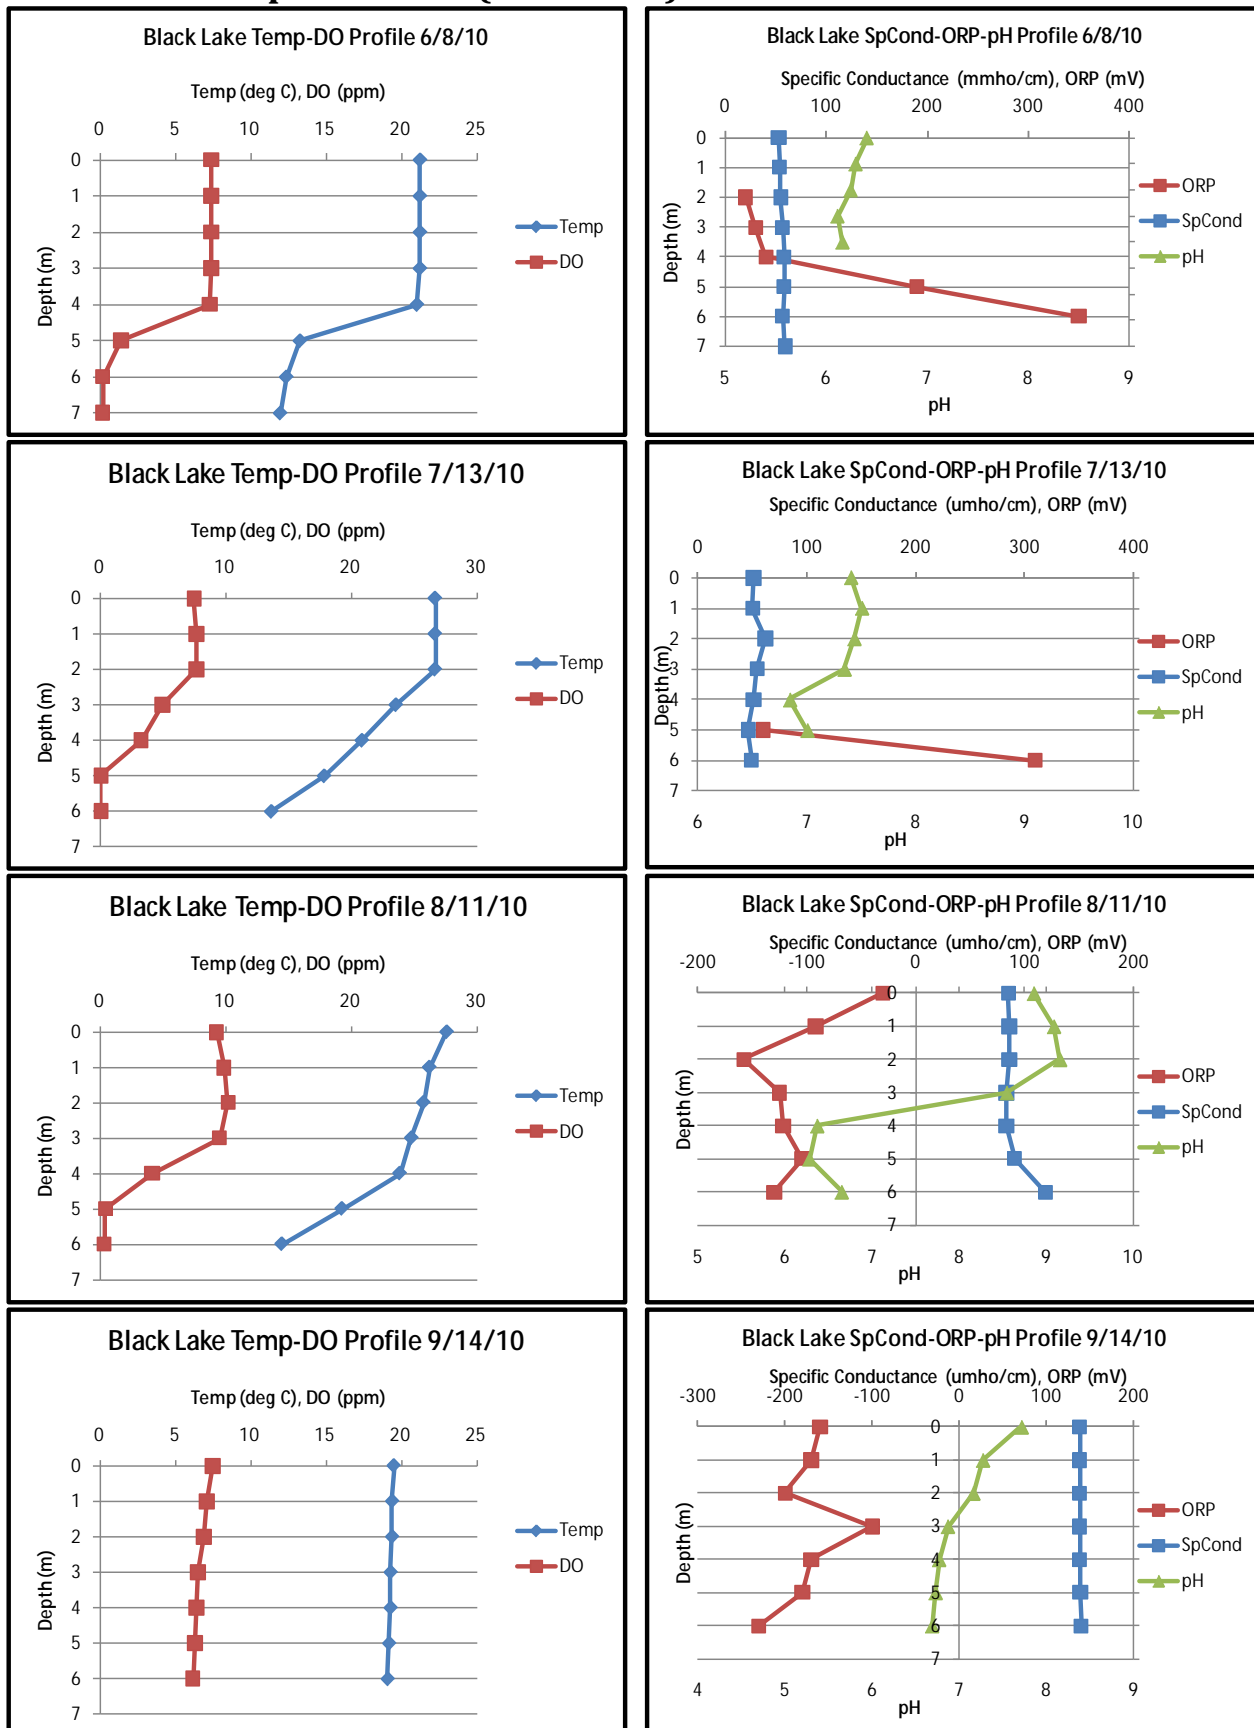 Black Lake Temp-DO Profile 6/8/10
Temp (deg C), DO (ppm)
0 5 10 15 20 25
0
1
2
3
4
5
6
7
Depth (m)
Temp
DO
Black Lake SpCond-ORP-pH Profile 6/8/10
Specific Conductance (mmho/cm), ORP (mV)
0 100 200 300 400
0
1
2
3
4
5
6
7
Depth (m)
5 6 7 8 9
pH
ORP
SpCond
pH
Black Lake Temp-DO Profile 7/13/10
Temp (deg C), DO (ppm)
0 10 20 30
0
1
2
3
4
5
6
7
Depth (m)
Temp
DO
Black Lake SpCond-ORP-pH Profile 7/13/10
Specific Conductance (umho/cm), ORP (mV)
0 100 200 300 400
0
1
2
3
4
5
6
7
Depth (m)
6 7 8 9 10
pH
ORP
SpCond
pH
Black Lake Temp-DO Profile 8/11/10
Temp (deg C), DO (ppm)
0 10 20 30
0
1
2
3
4
5
6
7
Depth (m)
Temp
DO
Black Lake SpCond-ORP-pH Profile 8/11/10
Specific Conductance (umho/cm), ORP (mV)
-200 -100 0 100 200
0
1
2
3
4
5
6
7
Depth (m)
5 6 7 8 9 10
pH
ORP
SpCond
pH
Black Lake Temp-DO Profile 9/14/10
Temp (deg C), DO (ppm)
0 5 10 15 20 25
0
1
2
3
4
5
6
7
Depth (m)
Temp
DO
Black Lake SpCond-ORP-pH Profile 9/14/10
Specific Conductance (umho/cm), ORP (mV)
-300 -200 -100 0 100 200
0
1
2
3
4
5
6
7
Depth (m)
4 5 6 7 8 9
pH
ORP
SpCond
pH